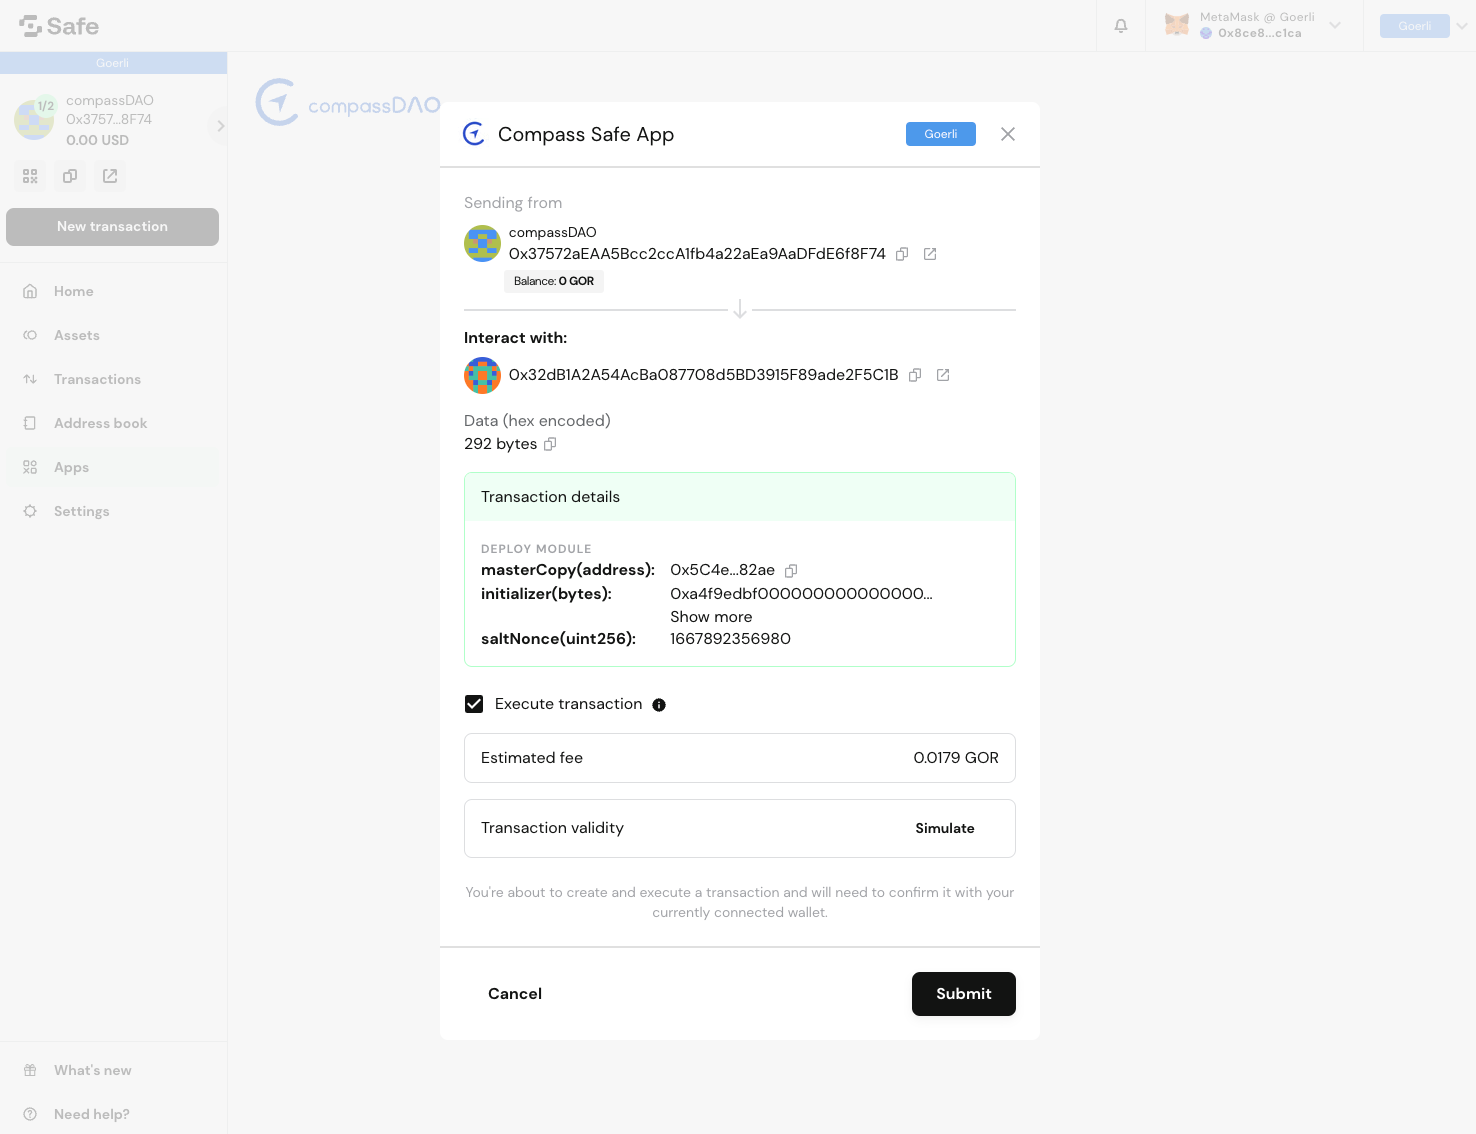 Safe
MetaMask @ Goerli
0x8ce8...c1ca
Goerli
Goerli
1/2
compassDAO
0x3757...8F74
0.00 USD
New transaction
Home
Assets
Transactions
Address book
Apps
Settings
What's new
Need help?
compassDAO
Compass Safe App
Goerli
Sending from
compassDAO
0x37572aEAA5Bcc2ccA1fb4a22aEa9AaDFdE6f8F74
Balance: 0 GOR
Interact with:
0x32dB1A2A54AcBa087708d5BD3915F89ade2F5C1B
Data (hex encoded)
292 bytes
Transaction details
DEPLOY MODULE
masterCopy(address): 0x5C4e...82ae
initializer(bytes): 0xa4f9edbf0000000000000000...
Show more
saltNonce(uint256): 1667892356980
Execute transaction
Estimated fee 0.0179 GOR
Transaction validity Simulate
You're about to create and execute a transaction and will need to confirm it with your
currently connected wallet.
Cancel
Submit